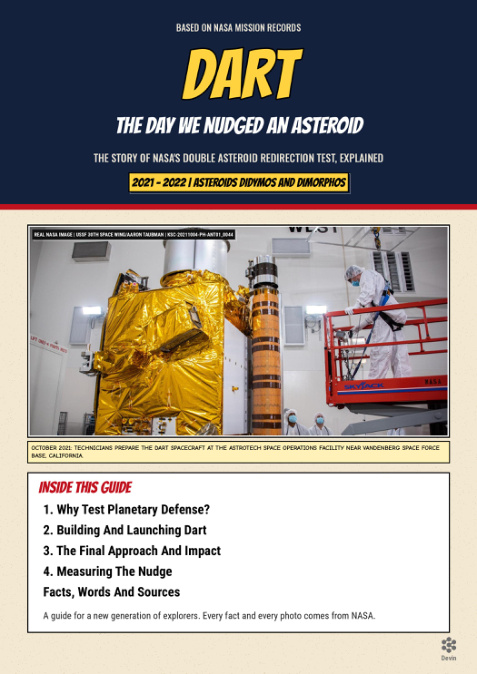 BASED ON NASA MISSION RECORDS
DART
THE DAY WE NUDGED AN ASTEROID
THE STORY OF NASA'S DOUBLE ASTEROID REDIRECTION TEST, EXPLAINED
2021 - 2022 | ASTEROIDS DIDYMOS AND DIMORPHOS
REAL NASA IMAGE | USSF 30TH SPACE WING/AARON TAUBMAN | KSC-20211004-PH-ANT01_0044
WEST
SKYJACK
NASA
OCTOBER 2021: TECHNICIANS PREPARE THE DART SPACECRAFT AT THE ASTROTECH SPACE OPERATIONS FACILITY NEAR VANDENBERG SPACE FORCE
BASE, CALIFORNIA.
INSIDE THIS GUIDE
1. Why Test Planetary Defense?
2. Building And Launching Dart
3. The Final Approach And Impact
4. Measuring The Nudge
Facts, Words And Sources
A guide for a new generation of explorers. Every fact and every photo comes from NASA.
Devin